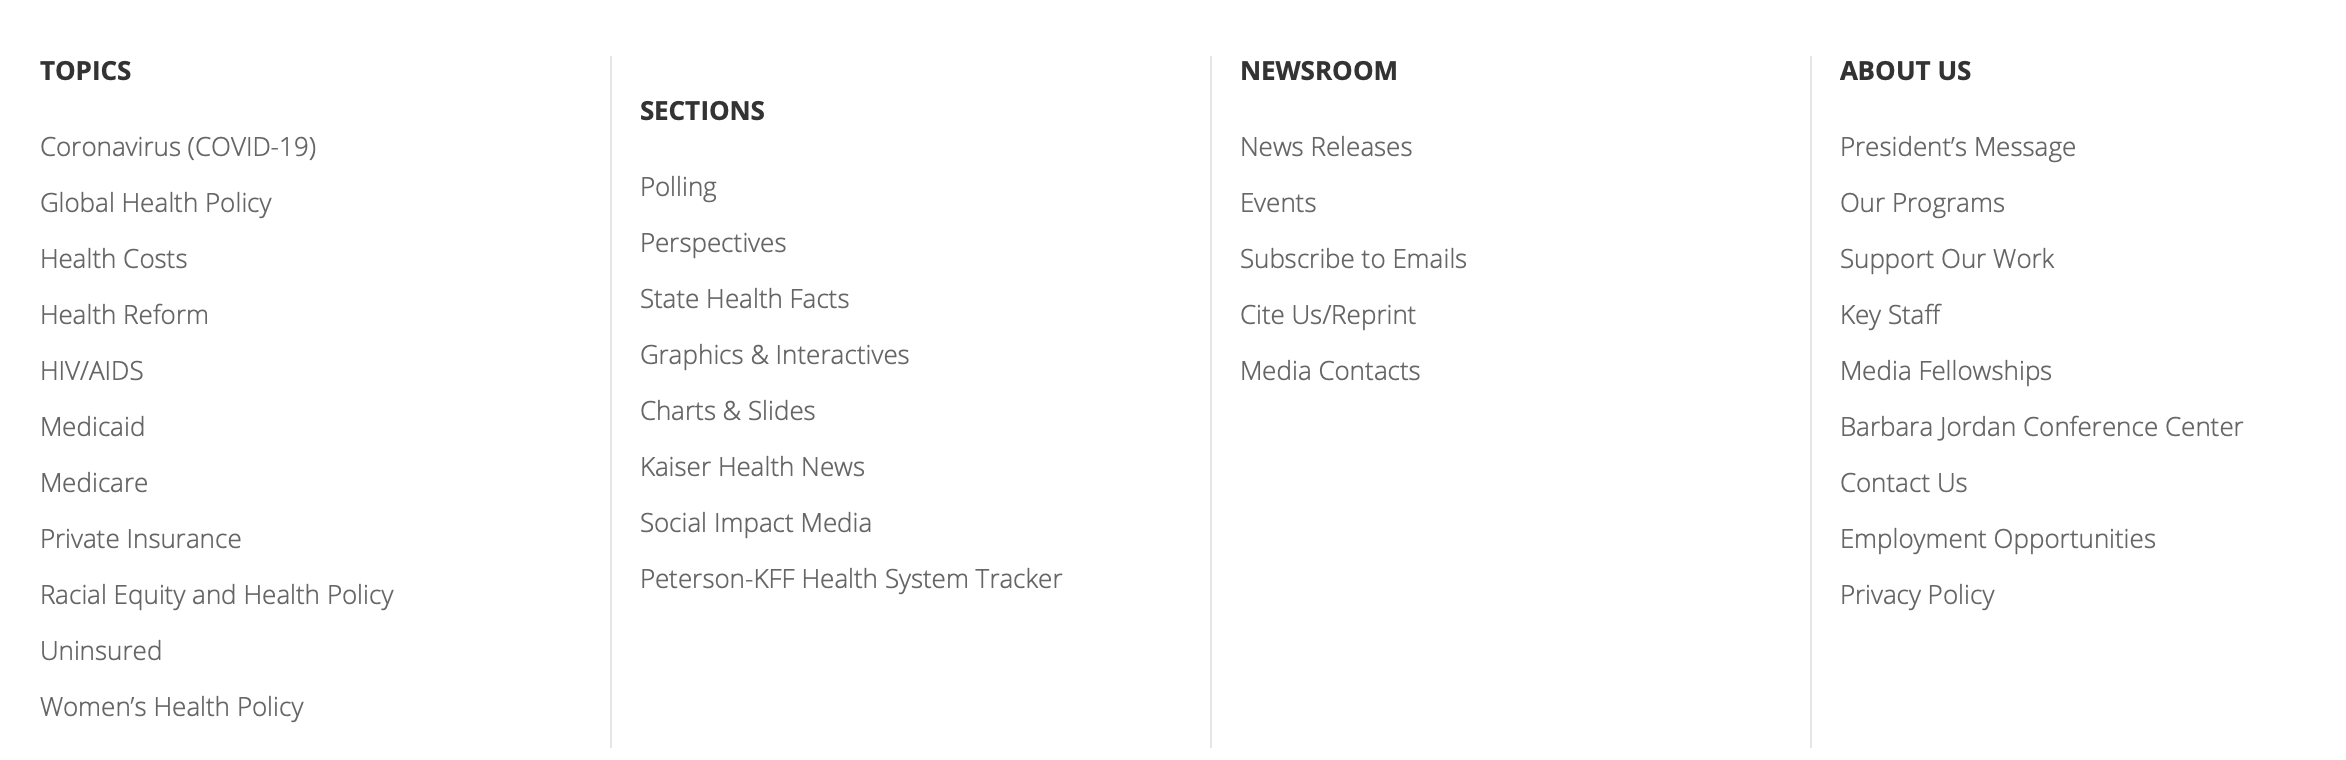 TOPICS
Coronavirus (COVID-19)
Global Health Policy
Health Costs
Health Reform
HIV/AIDS
Medicaid
Medicare
Private Insurance
Racial Equity and Health Policy
Uninsured
Women’s Health Policy
SECTIONS
Polling
Perspectives
State Health Facts
Graphics & Interactives
Charts & Slides
Kaiser Health News
Social Impact Media
Peterson-KFF Health System Tracker
NEWSROOM
News Releases
Events
Subscribe to Emails
Cite Us/Reprint
Media Contacts
ABOUT US
President’s Message
Our Programs
Support Our Work
Key Staff
Media Fellowships
Barbara Jordan Conference Center
Contact Us
Employment Opportunities
Privacy Policy